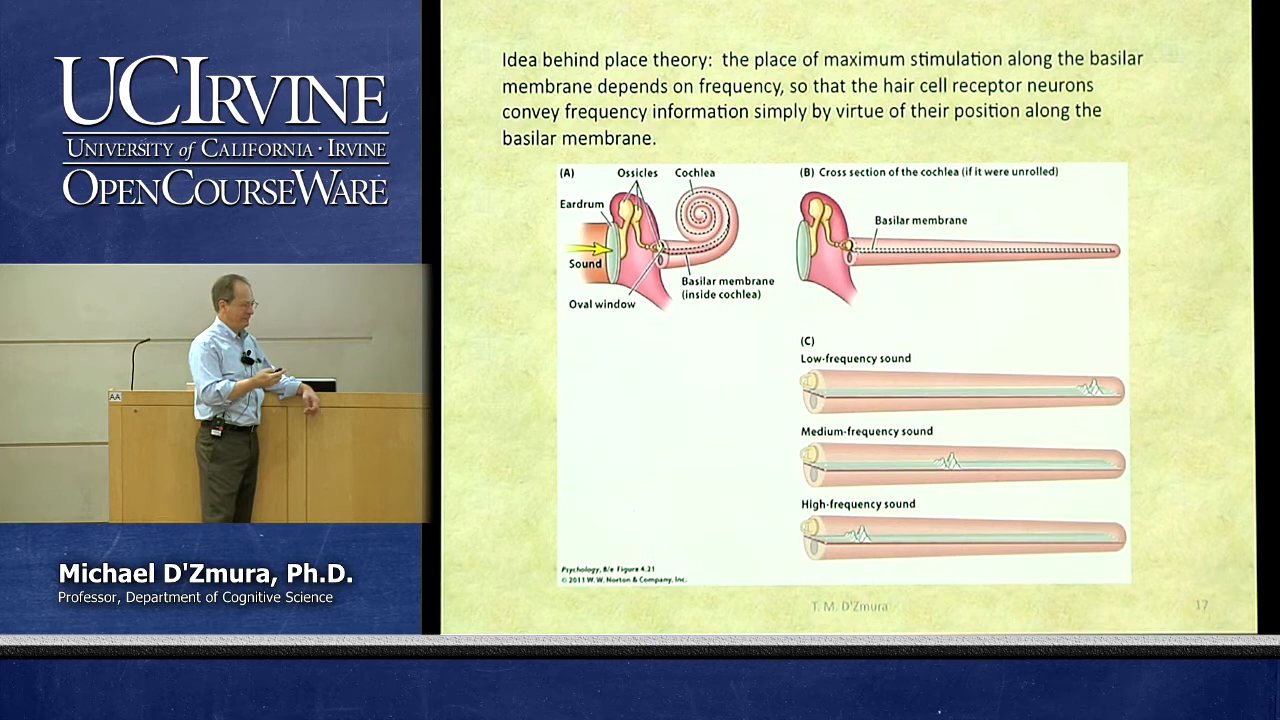 UCIRVINE
UNIVERSITY of CALIFORNIA · IRVINE
OPENCOURSEWARE
AA
Michael D'Zmura, Ph.D.
Professor, Department of Cognitive Science
Idea behind place theory: the place of maximum stimulation along the basilar
membrane depends on frequency, so that the hair cell receptor neurons
convey frequency information simply by virtue of their position along the
basilar membrane.
(A)
Ossicles
Cochlea
Eardrum
Sound
Basilar membrane
(inside cochlea)
Oval window
(B) Cross section of the cochlea (if it were unrolled)
Basilar membrane
(C)
Low-frequency sound
Medium-frequency sound
High-frequency sound
Psychology, 8/e Figure 4.21
© 2011 W. W. Norton & Company, Inc.
T. M. D'Zmura
17